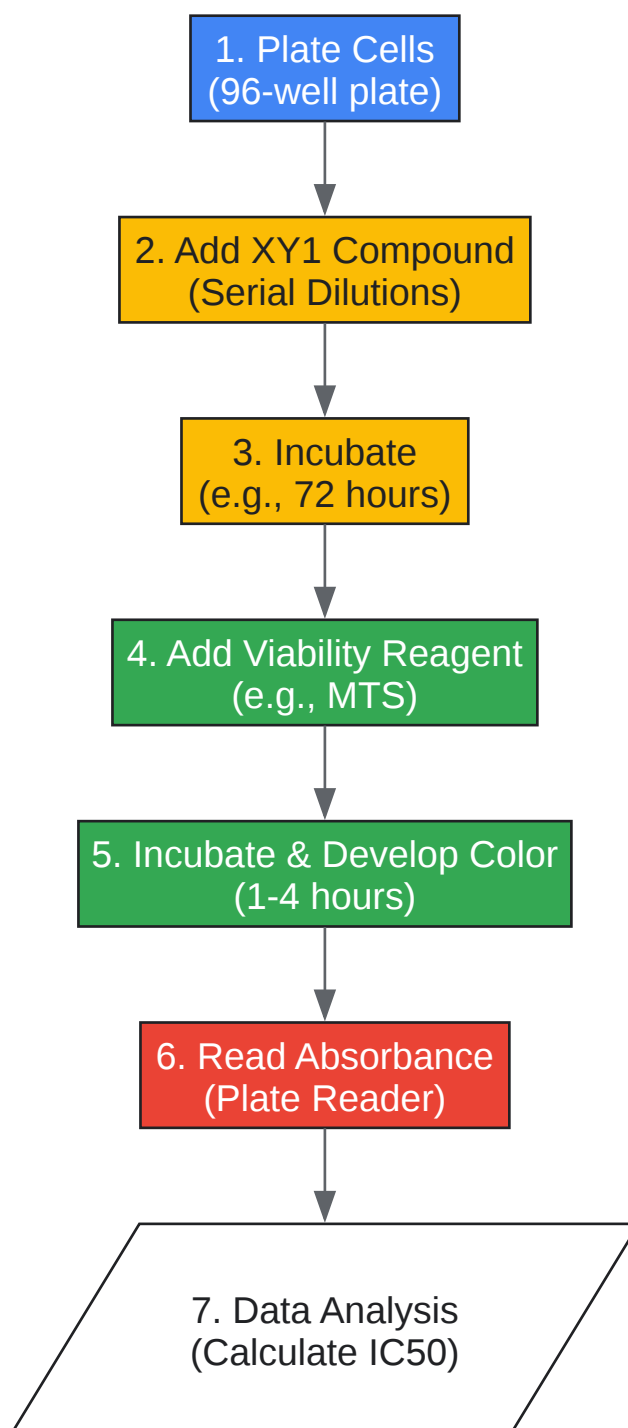 1. Plate Cells
(96-well plate)
2. Add XY1 Compound
(Serial Dilutions)
3. Incubate
(e.g., 72 hours)
4. Add Viability Reagent
(e.g., MTS)
5. Incubate & Develop Color
(1-4 hours)
6. Read Absorbance
(Plate Reader)
7. Data Analysis
(Calculate IC50)